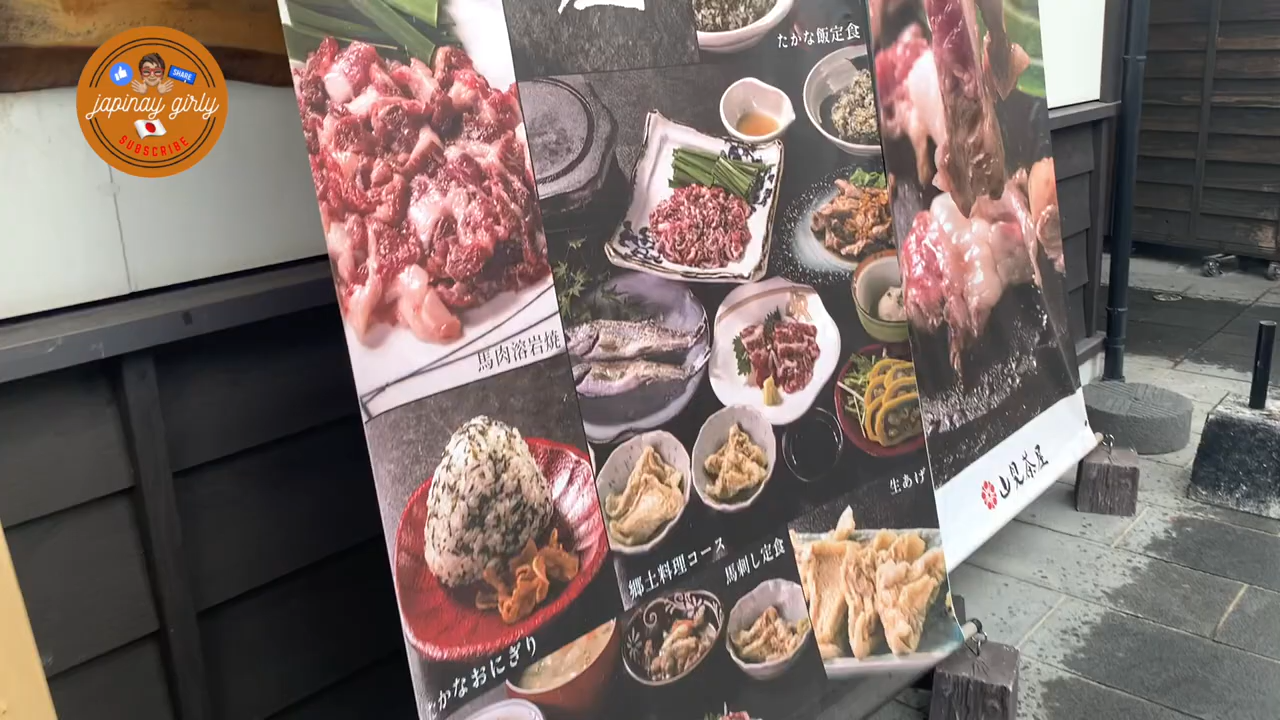 SHARE
japinay girly
SUBSCRIBE
たかな飯定食
馬肉溶岩焼
生あげ
郷土料理コース
馬刺し定食
かなおにぎり
山見茶屋